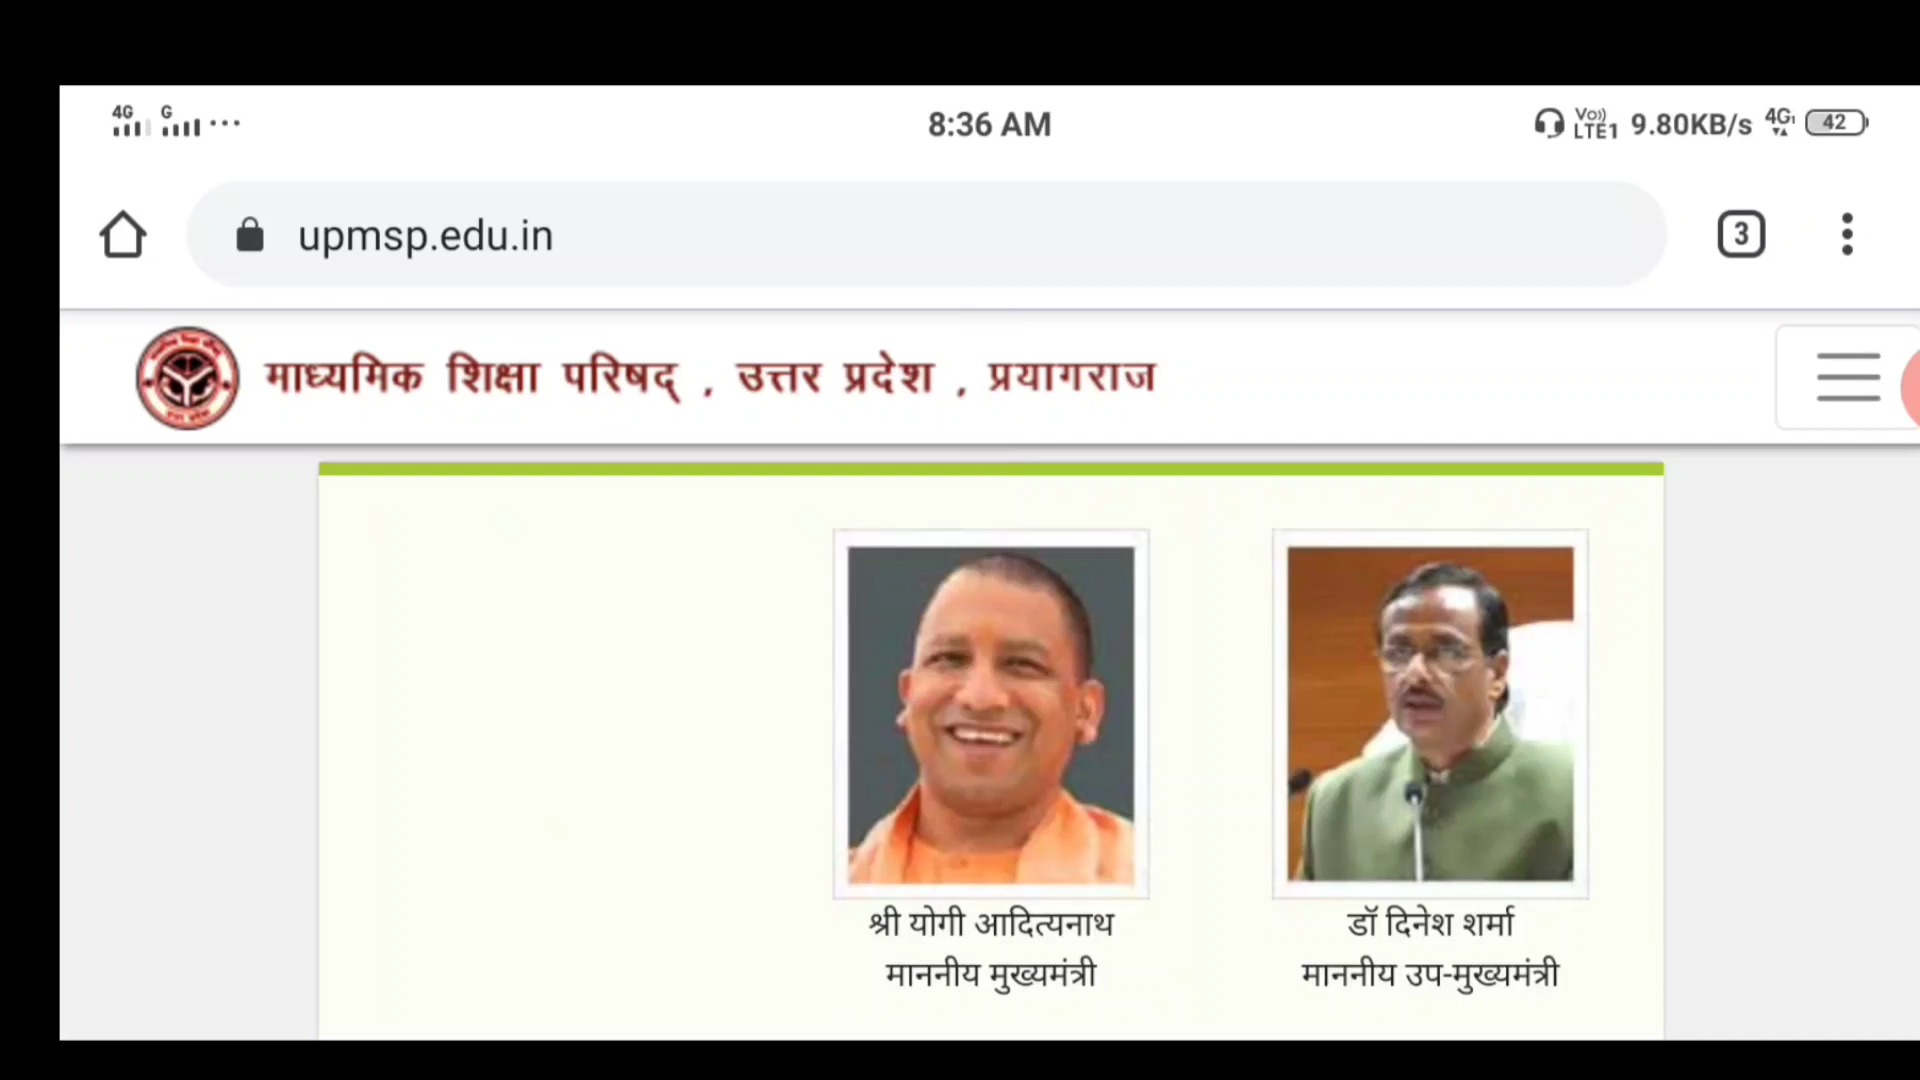 4G G 8:36 AM Vo)) LTE1 9.80KB/s 4G 42
upmsp.edu.in 3
माध्यमिक शिक्षा परिषद् , उत्तर प्रदेश , प्रयागराज
श्री योगी आदित्यनाथ
माननीय मुख्यमंत्री
डॉ दिनेश शर्मा
माननीय उप-मुख्यमंत्री